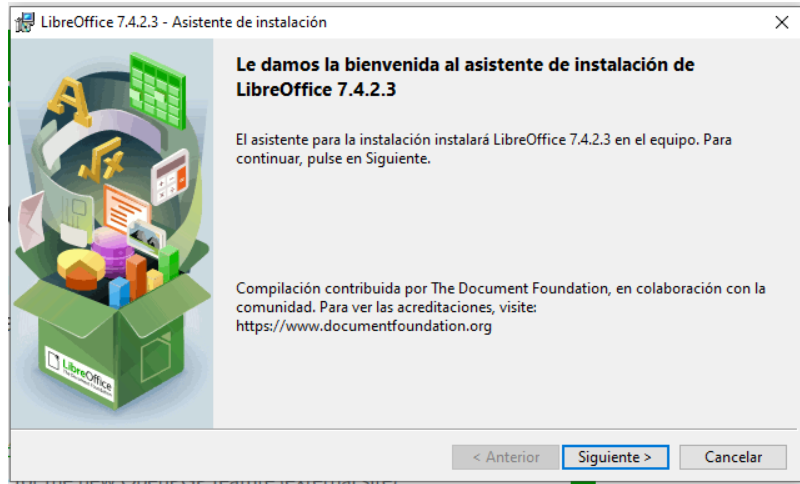 LibreOffice 7.4.2.3 - Asistente de instalación
Le damos la bienvenida al asistente de instalación de
LibreOffice 7.4.2.3
El asistente para la instalación instalará LibreOffice 7.4.2.3 en el equipo. Para
continuar, pulse en Siguiente.
Compilación contribuida por The Document Foundation, en colaboración con la
comunidad. Para ver las acreditaciones, visite:
https://www.documentfoundation.org
LibreOffice
The Document Foundation
< Anterior
Siguiente >
Cancelar